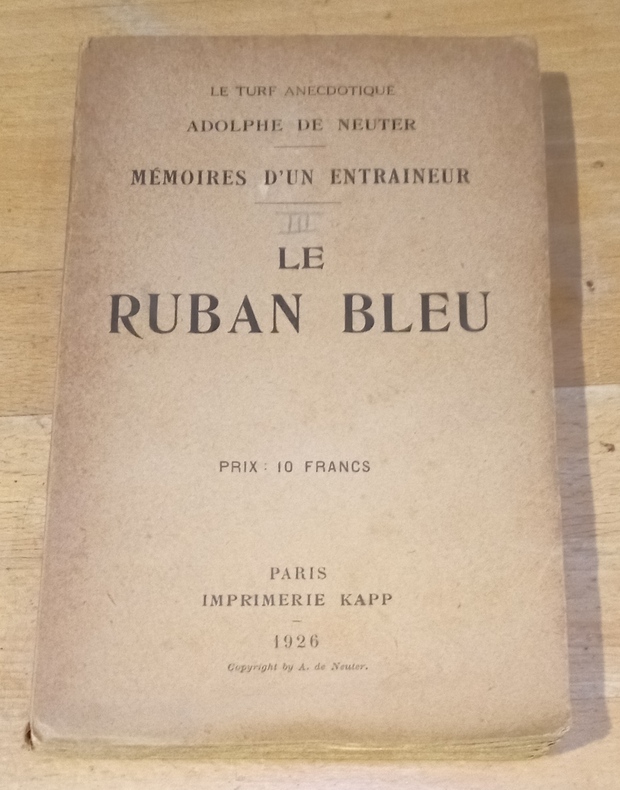 LE TURF ANECDOTIQUE
ADOLPHE DE NEUTER
MÉMOIRES D'UN ENTRAINEUR
III
LE
RUBAN BLEU
PRIX : 10 FRANCS
PARIS
IMPRIMERIE KAPP
1926
Copyright by A. de Neuter.